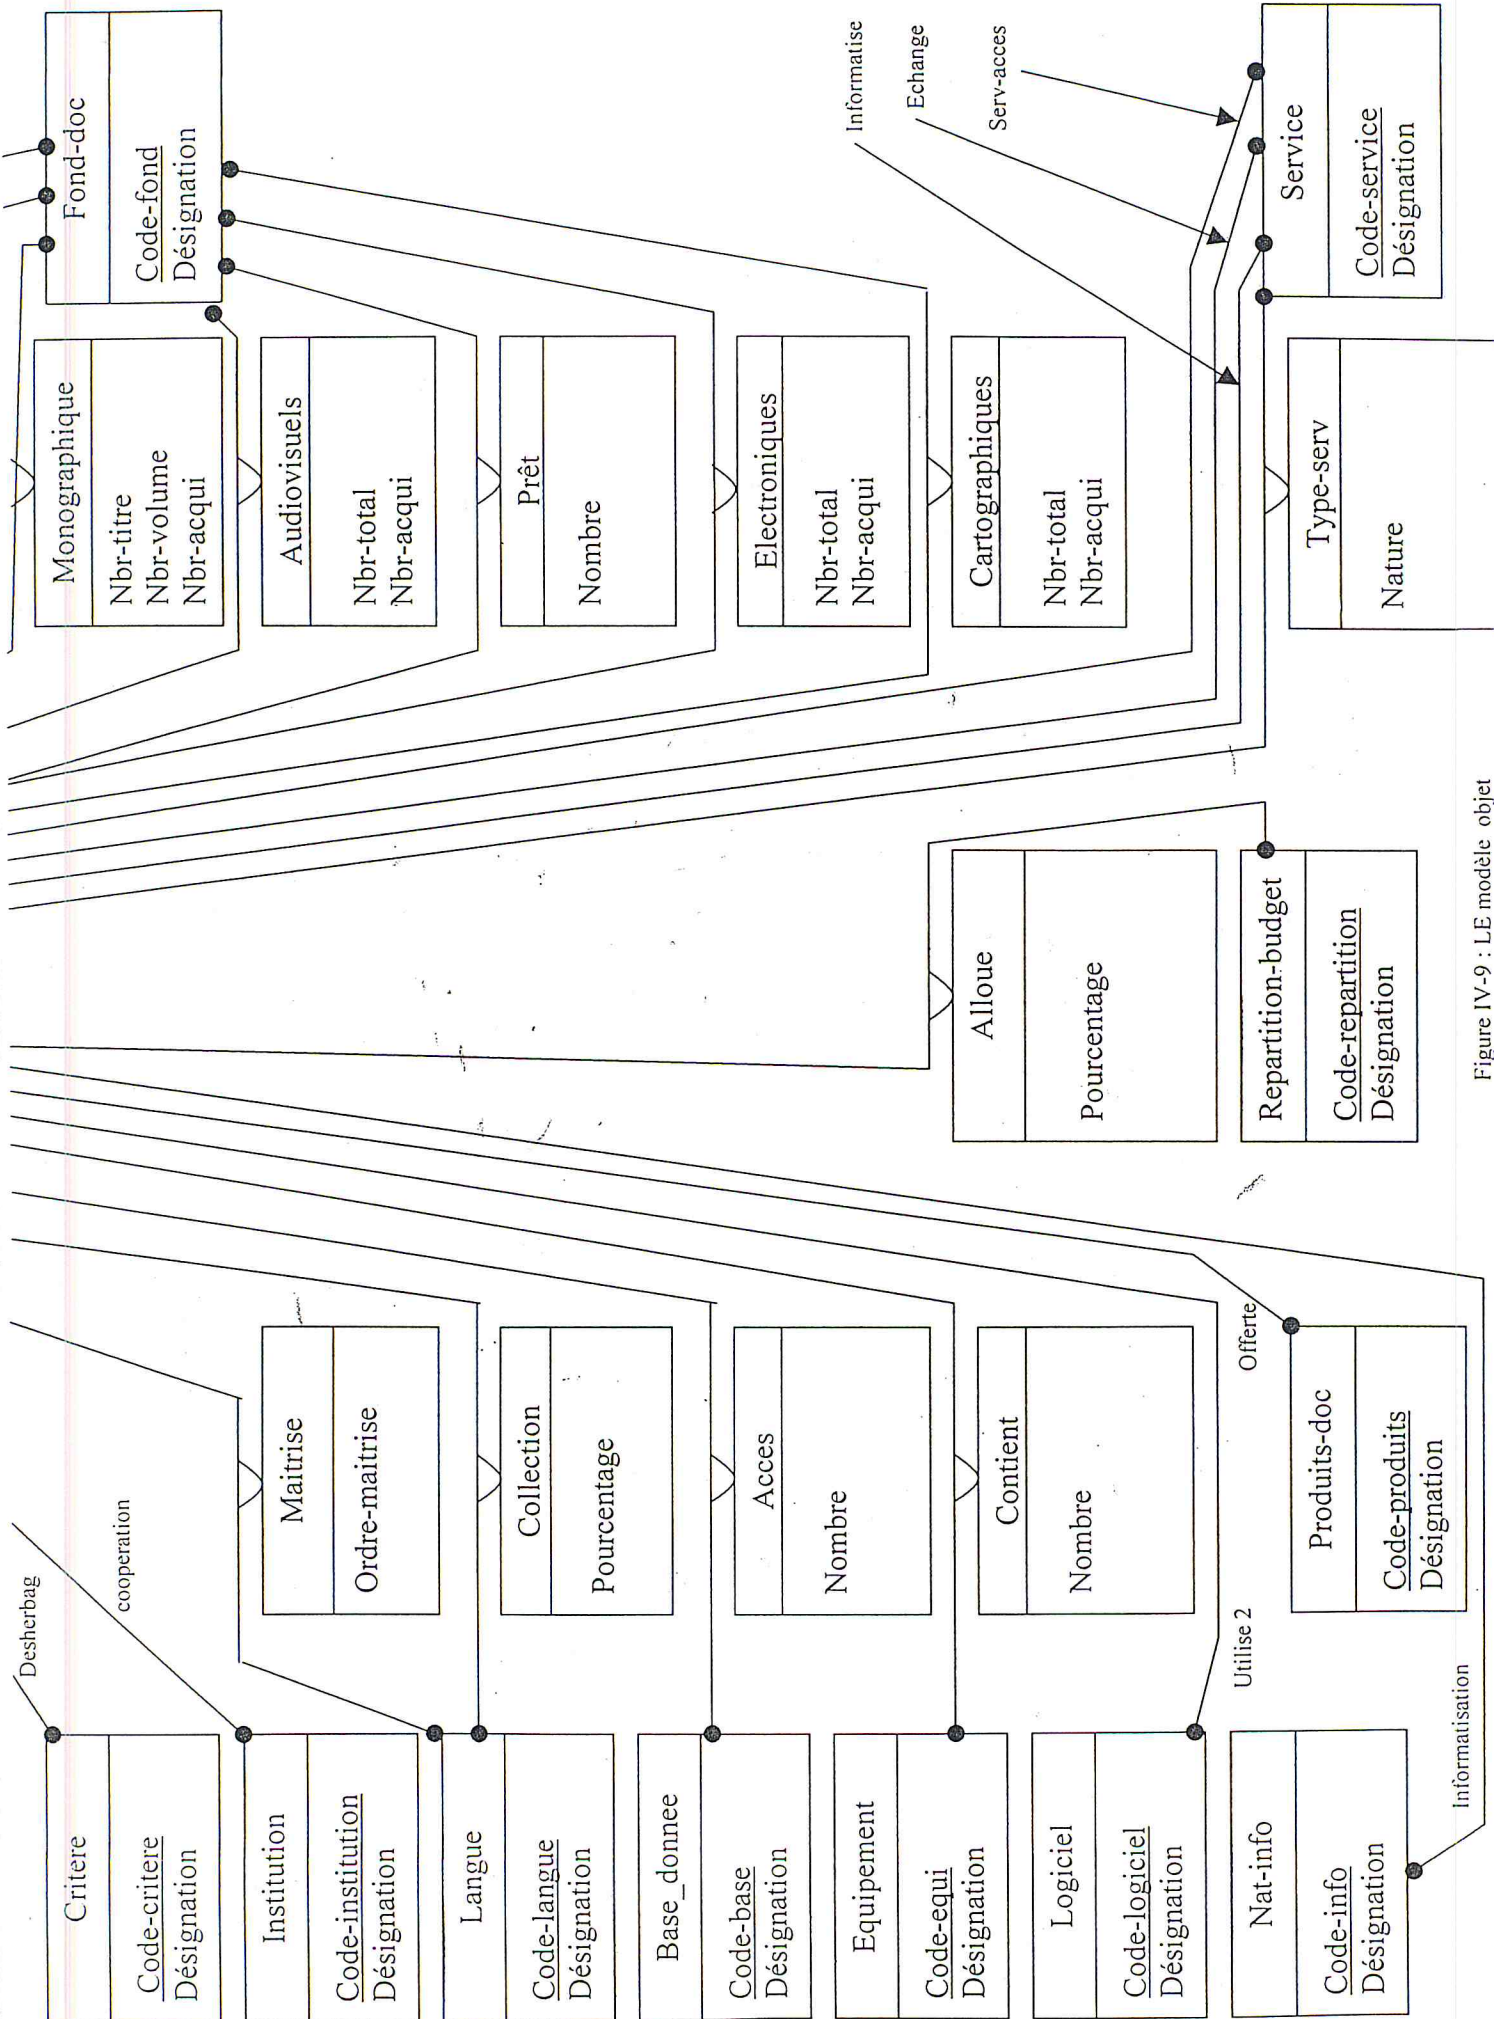 Desherbag
cooperation
Critere
Code-critere
Désignation
Institution
Code-institution
Désignation
Langue
Code-langue
Désignation
Base_donnee
Code-base
Désignation
Equipement
Code-equi
Désignation
Logiciel
Code-logiciel
Désignation
Nat-info
Code-info
Désignation
Informatisation
Utilise 2
Maitrise
Ordre-maitrise
Collection
Pourcentage
Acces
Nombre
Contient
Nombre
Offerte
Produits-doc
Code-produits
Désignation
Alloue
Pourcentage
Repartition-budget
Code-repartition
Désignation
Monographique
Nbr-titre
Nbr-volume
Nbr-acqui
Audiovisuels
Nbr-total
Nbr-acqui
Prêt
Nombre
Electroniques
Nbr-total
Nbr-acqui
Cartographiques
Nbr-total
Nbr-acqui
Type-serv
Nature
Fond-doc
Code-fond
Désignation
Informatise
Echange
Serv-acces
Service
Code-service
Désignation
Figure IV-9 : LE modèle objet